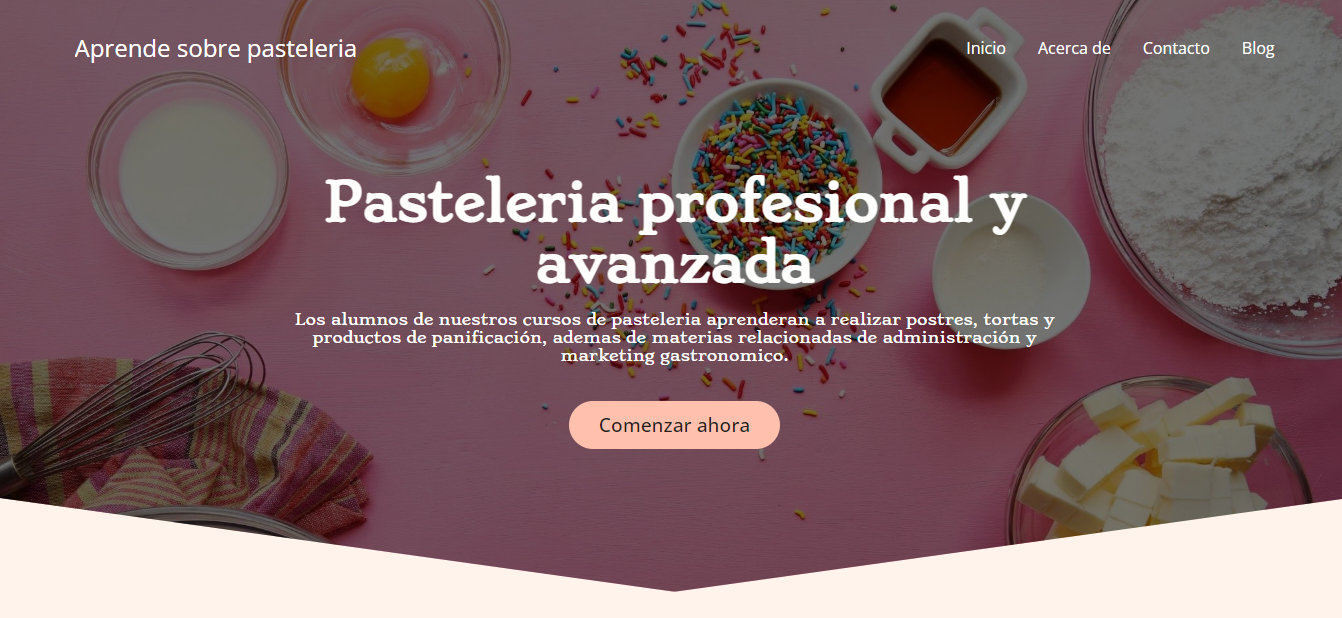 Aprende sobre pasteleria
Inicio Acerca de Contacto Blog
Pasteleria profesional y
avanzada
Los alumnos de nuestros cursos de pasteleria aprenderan a realizar postres, tortas y
productos de panificación, ademas de materias relacionadas de administración y
marketing gastronomico.
Comenzar ahora